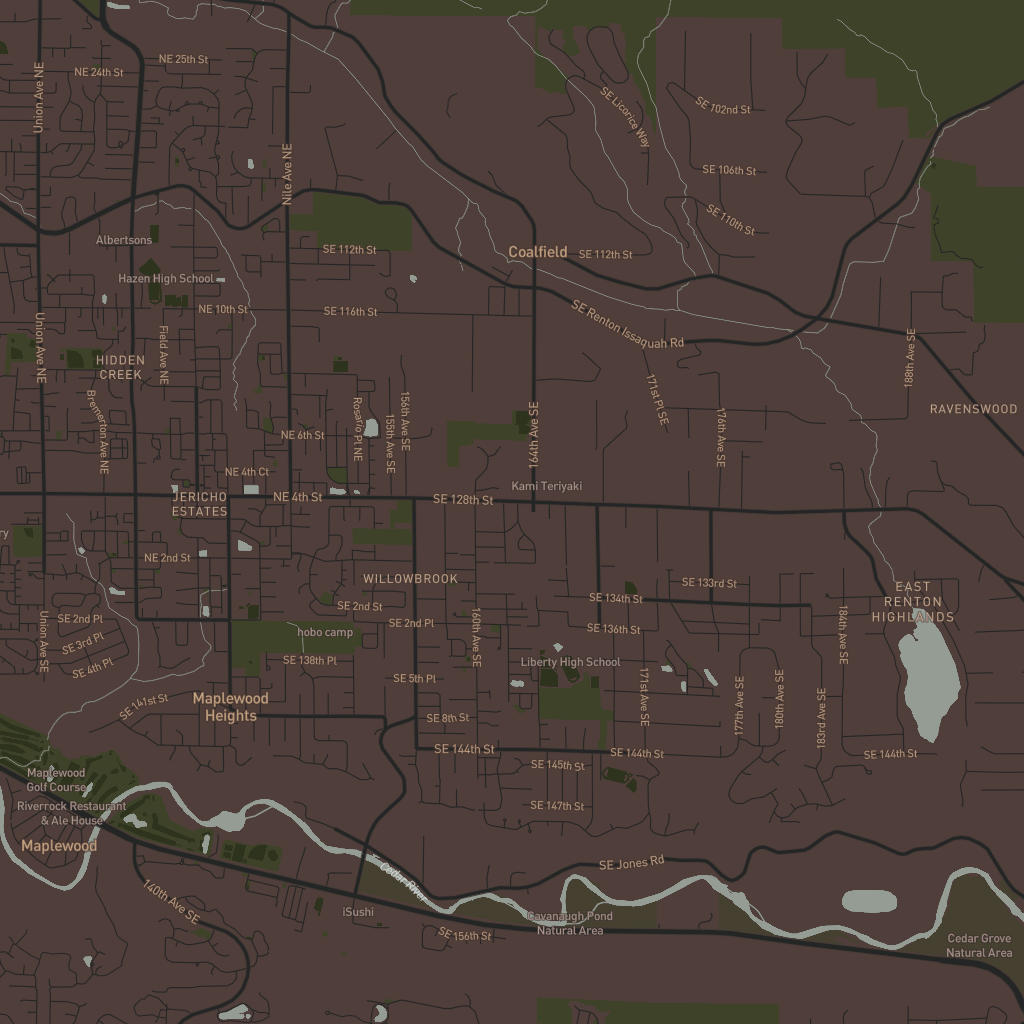 NE 25th St
NE 24th St
Union Ave NE
SE Licorice Way
SE 102nd St
Nile Ave NE
SE 106th St
SE 110th St
Albertsons
SE 112th St
Coalfield
SE 112th St
Hazen High School
NE 10th St
SE 116th St
SE Renton Issaquah Rd
Union Ave NE
Field Ave NE
HIDDEN
CREEK
188th Ave SE
Bremerton Ave NE
Rosario Pl NE
155th Ave SE
156th Ave SE
171st Pl SE
176th Ave SE
RAVENSWOOD
164th Ave SE
NE 6th St
NE 4th Ct
Kami Teriyaki
JERICHO
ESTATES
NE 4th St
SE 128th St
ry
NE 2nd St
WILLOWBROOK
SE 133rd St
EAST
RENTON
HIGHLANDS
SE 134th St
SE 2nd St
SE 2nd Pl
SE 2nd Pl
Union Ave SE
160th Ave SE
SE 136th St
184th Ave SE
hobo camp
SE 3rd Pl
SE 138th Pl
Liberty High School
SE 4th Pl
SE 5th Pl
171st Ave SE
177th Ave SE
180th Ave SE
183rd Ave SE
Maplewood
Heights
SE 141st St
SE 8th St
SE 144th St
SE 144th St
SE 144th St
SE 145th St
Maplewood
Golf Course
SE 147th St
Riverrock Restaurant
& Ale House
Maplewood
SE Jones Rd
Cedar River
140th Ave SE
iSushi
Cavanaugh Pond
Natural Area
SE 156th St
Cedar Grove
Natural Area